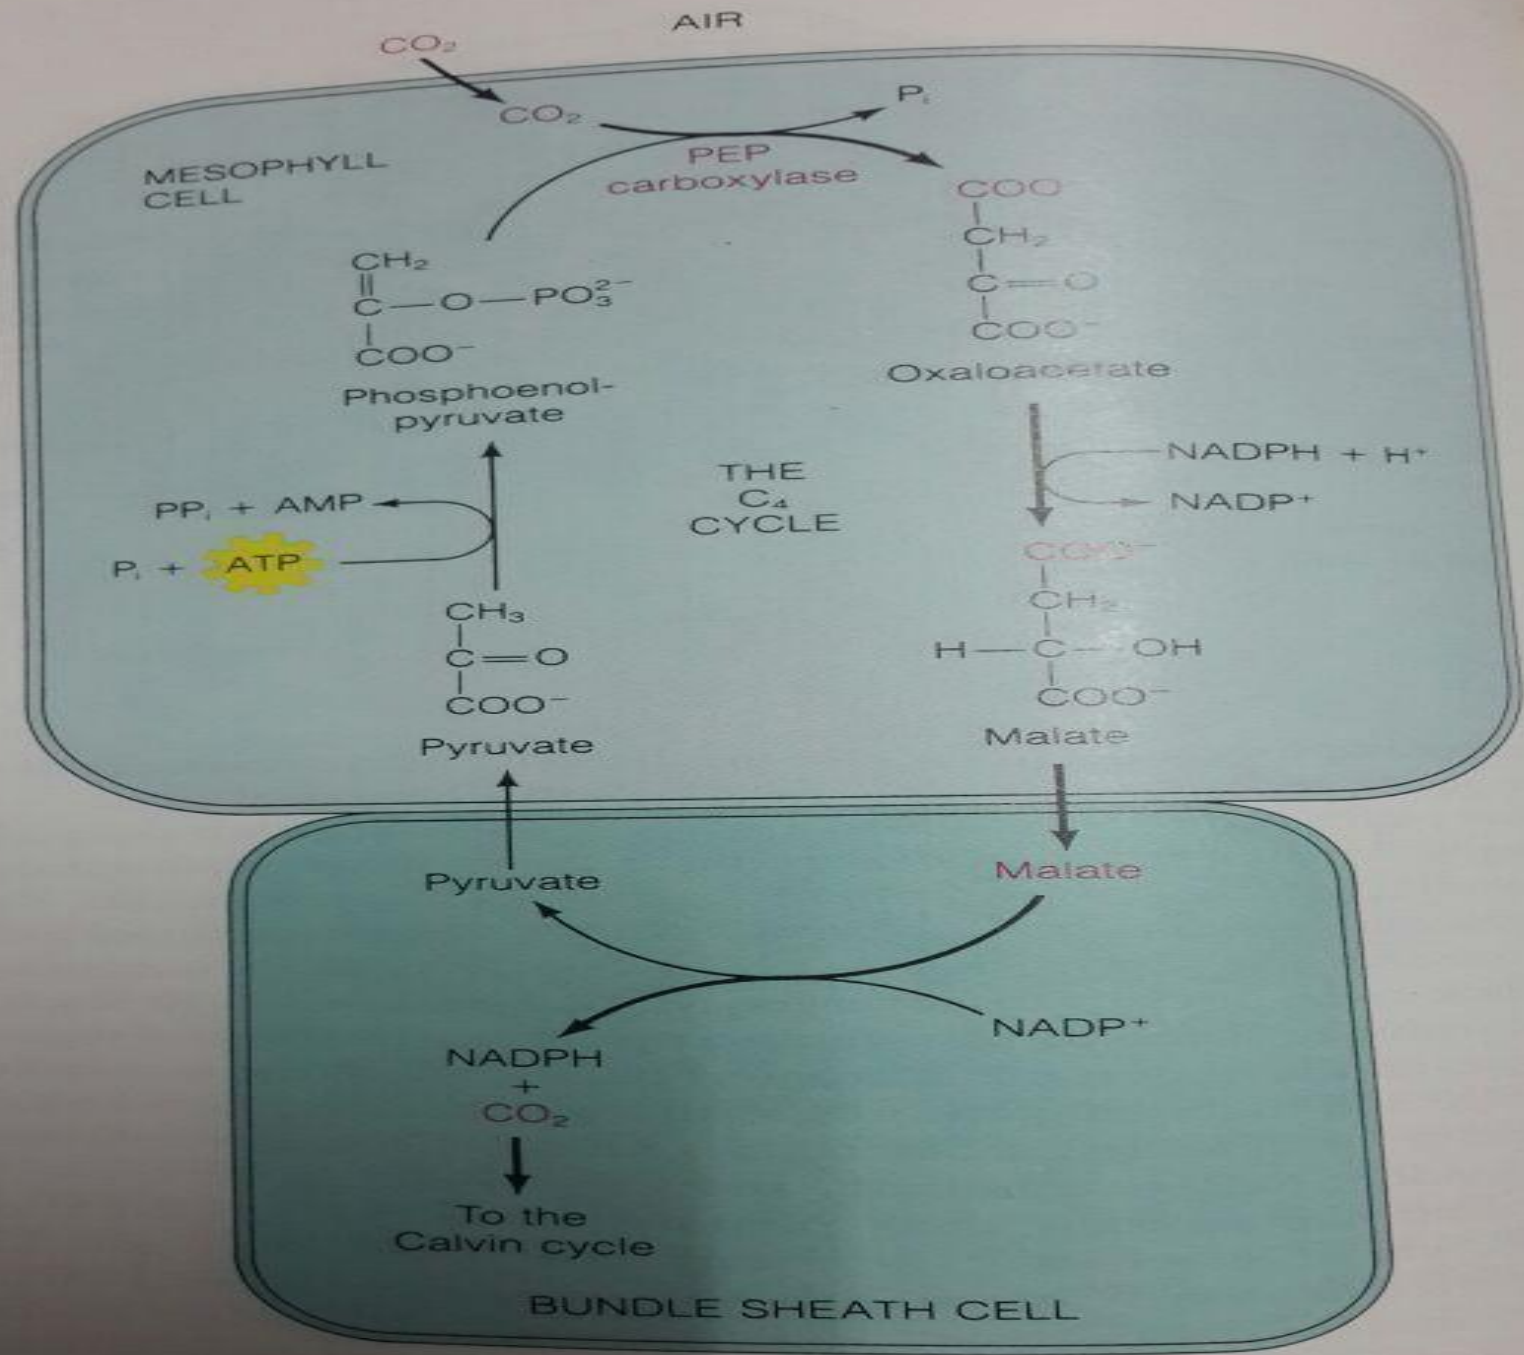 AIR
CO₂
CO₂
Pᵢ
MESOPHYLL
CELL
PEP
carboxylase
COO
CH₂
C=O
COO⁻
Oxaloacetate
CH₂
C—O—PO₃²⁻
COO⁻
Phosphoenol-
pyruvate
THE
C₄
CYCLE
NADPH + H⁺
NADP⁺
PPᵢ + AMP
Pᵢ + ATP
COO⁻
CH₂
H—C—OH
COO⁻
Malate
CH₃
C=O
COO⁻
Pyruvate
Pyruvate
Malate
NADP⁺
NADPH
+
CO₂
To the
Calvin cycle
BUNDLE SHEATH CELL